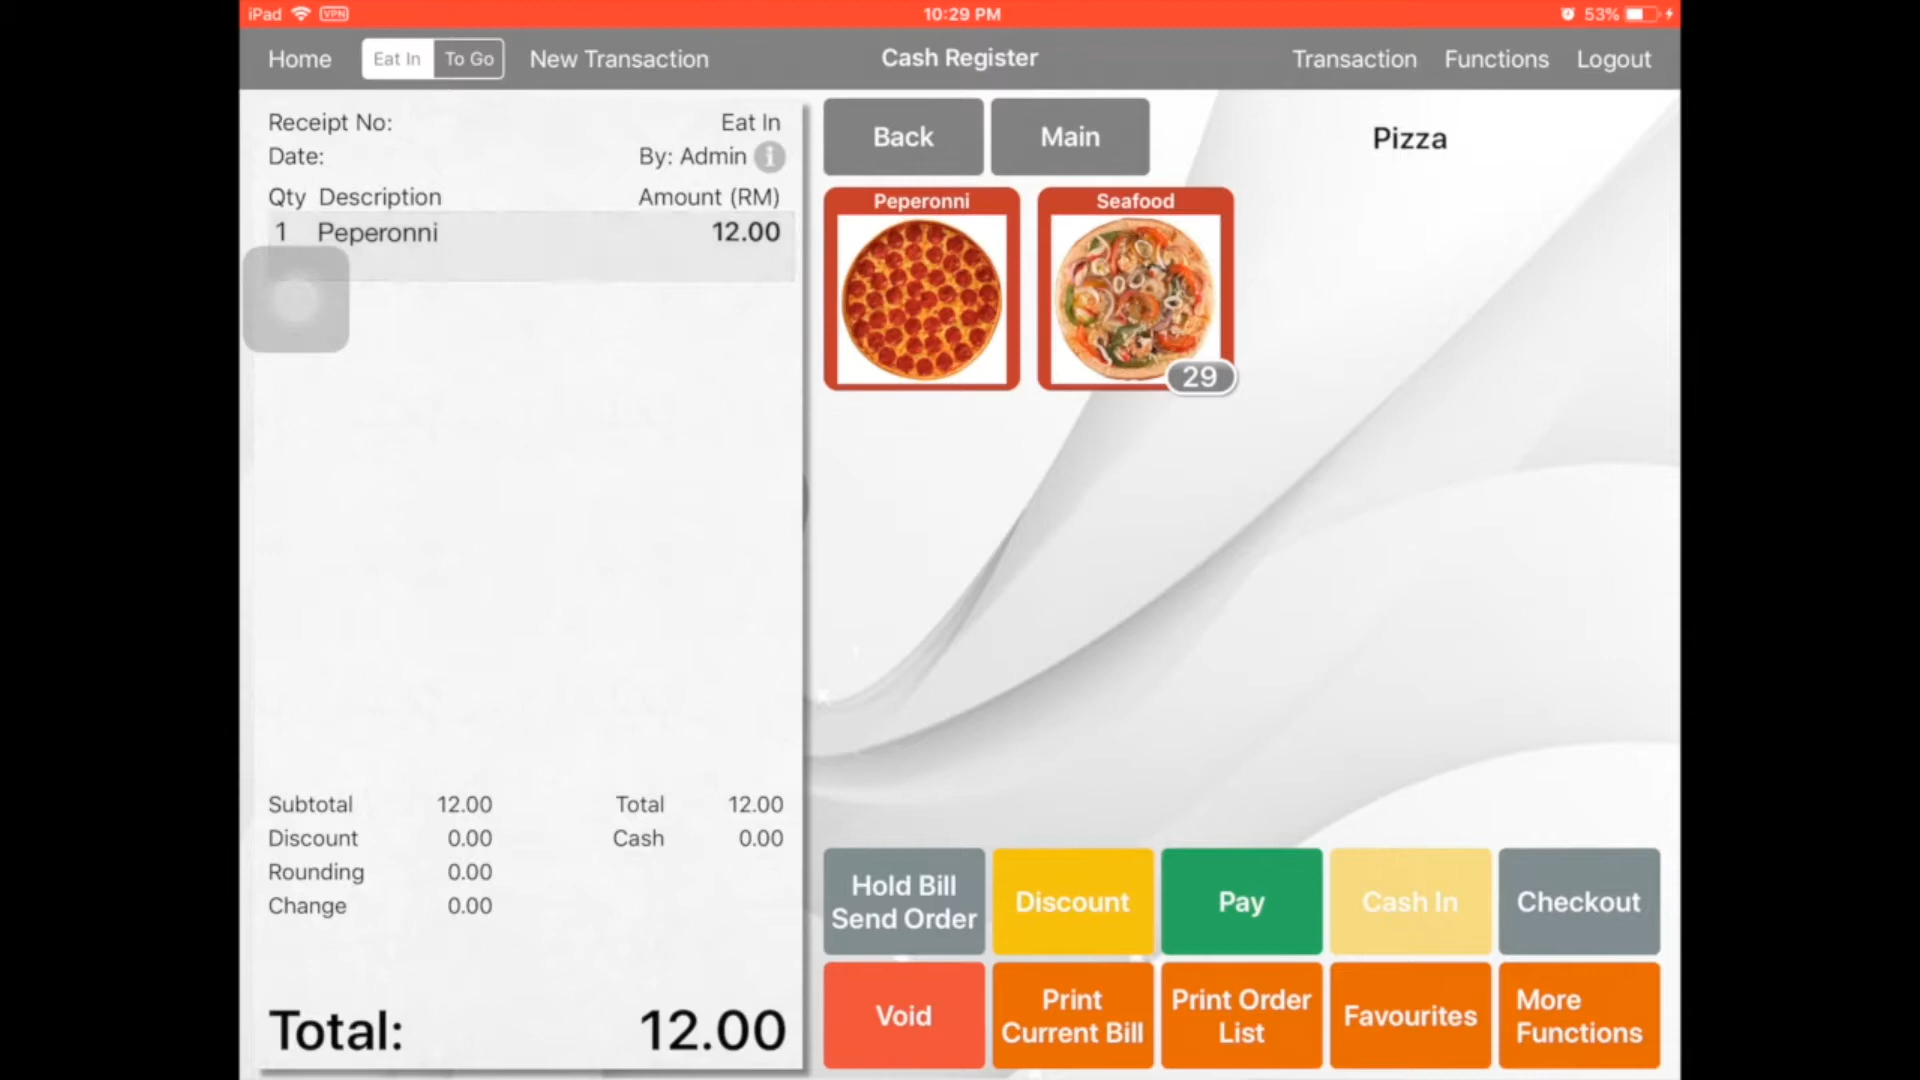 iPad VPN 10:29 PM 53%
Home Eat In To Go New Transaction Cash Register Transaction Functions Logout
Receipt No: Eat In
Date: By: Admin i
Qty Description Amount (RM)
1 Peperonni 12.00
Back Main Pizza
Peperonni Seafood
29
Subtotal 12.00 Total 12.00
Discount 0.00 Cash 0.00
Rounding 0.00
Change 0.00
Total: 12.00
Hold Bill
Send Order
Discount
Pay
Cash In
Checkout
Void
Print
Current Bill
Print Order
List
Favourites
More
Functions